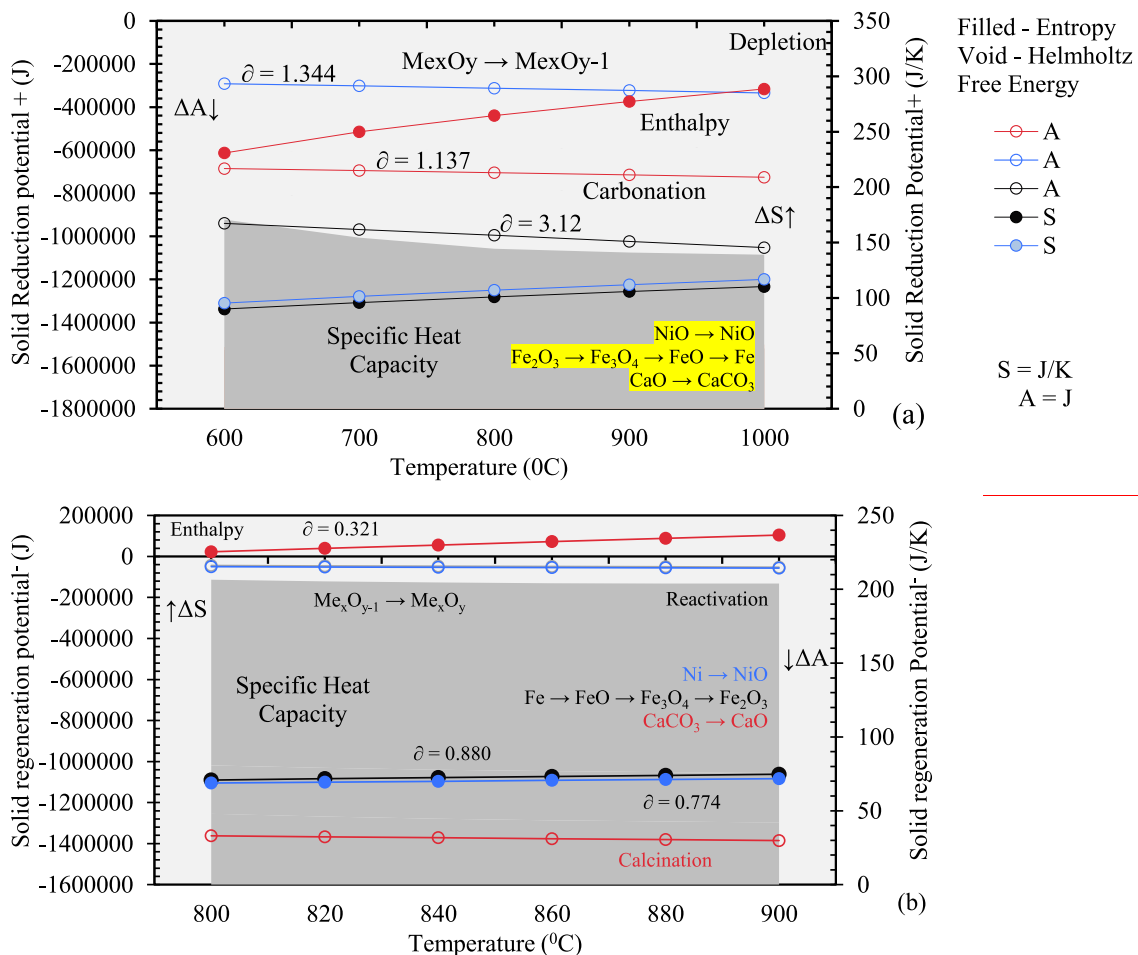 0
-200000
-400000
-600000
-800000
-1000000
-1200000
-1400000
-1600000
-1800000
Solid Reduction potential + (J)
350
300
250
200
150
100
50
0
Solid Reduction Potential+ (J/K)
600
700
800
900
1000
Temperature (0C)
(a)
Depletion
MexOy → MexOy-1
∂ = 1.344
ΔA↓
Enthalpy
∂ = 1.137
Carbonation
ΔS↑
∂ = 3.12
Specific Heat
Capacity
NiO → NiO
Fe₂O₃ → Fe₃O₄ → FeO → Fe
CaO → CaCO₃
Filled - Entropy
Void - Helmholtz
Free Energy
A
A
A
S
S
S = J/K
A = J
200000
0
-200000
-400000
-600000
-800000
-1000000
-1200000
-1400000
-1600000
Solid regeneration potential⁻ (J)
250
200
150
100
50
0
Solid regenstion Potential⁻ (J/K)
800
820
840
860
880
900
Temperature (⁰C)
(b)
Enthalpy
∂ = 0.321
↑ΔS
MeₓOᵧ₋₁ → MeₓOᵧ
Reactivation
↓ΔA
Specific Heat
Capacity
Ni → NiO
Fe → FeO → Fe₃O₄ → Fe₂O₃
CaCO₃ → CaO
∂ = 0.880
∂ = 0.774
Calcination